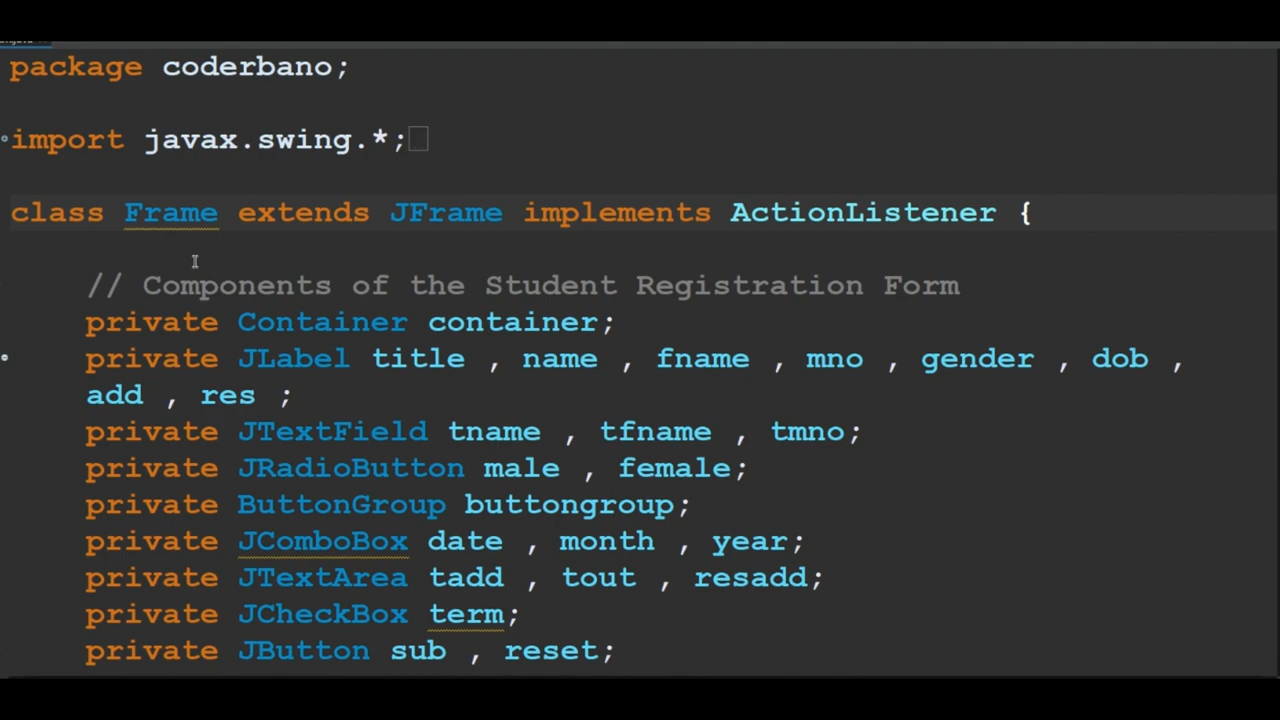 package coderbano;
import javax.swing.*;
class Frame extends JFrame implements ActionListener {
// Components of the Student Registration Form
private Container container;
private JLabel title , name , fname , mno , gender , dob ,
add , res ;
private JTextField tname , tfname , tmno;
private JRadioButton male , female;
private ButtonGroup buttongroup;
private JComboBox date , month , year;
private JTextArea tadd , tout , resadd;
private JCheckBox term;
private JButton sub , reset;